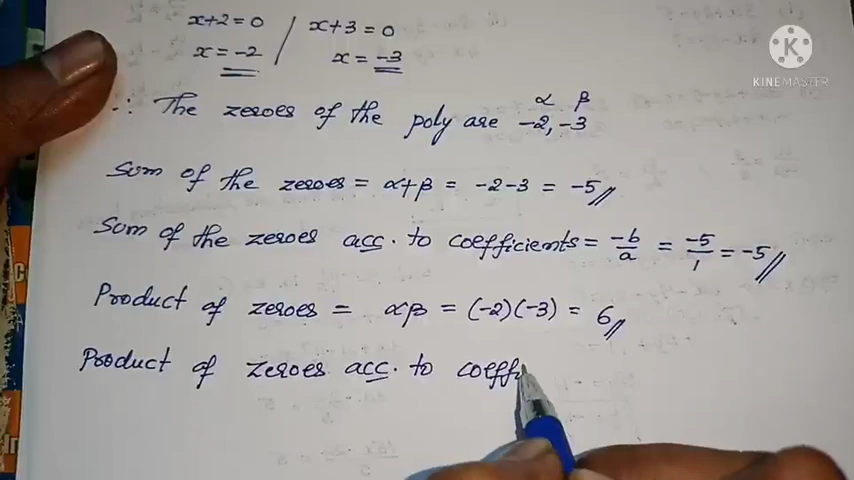 x+2=0 / x+3=0
x=-2 x=-3
K
KINEMASTER
α β
∴ The zeroes of the poly are -2, -3
Sum of the zeroes = α+β = -2-3 = -5//
Sum of the zeroes acc. to coefficients = -b/a = -5/1 = -5//
Product of zeroes = αβ = (-2)(-3) = 6//
Product of zeroes acc. to coeffi